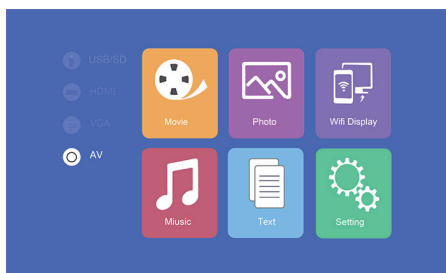 USB/SD
HDMI
VGA
AV
Movie
Photo
Wifi Display
Miusic
Text
Setting